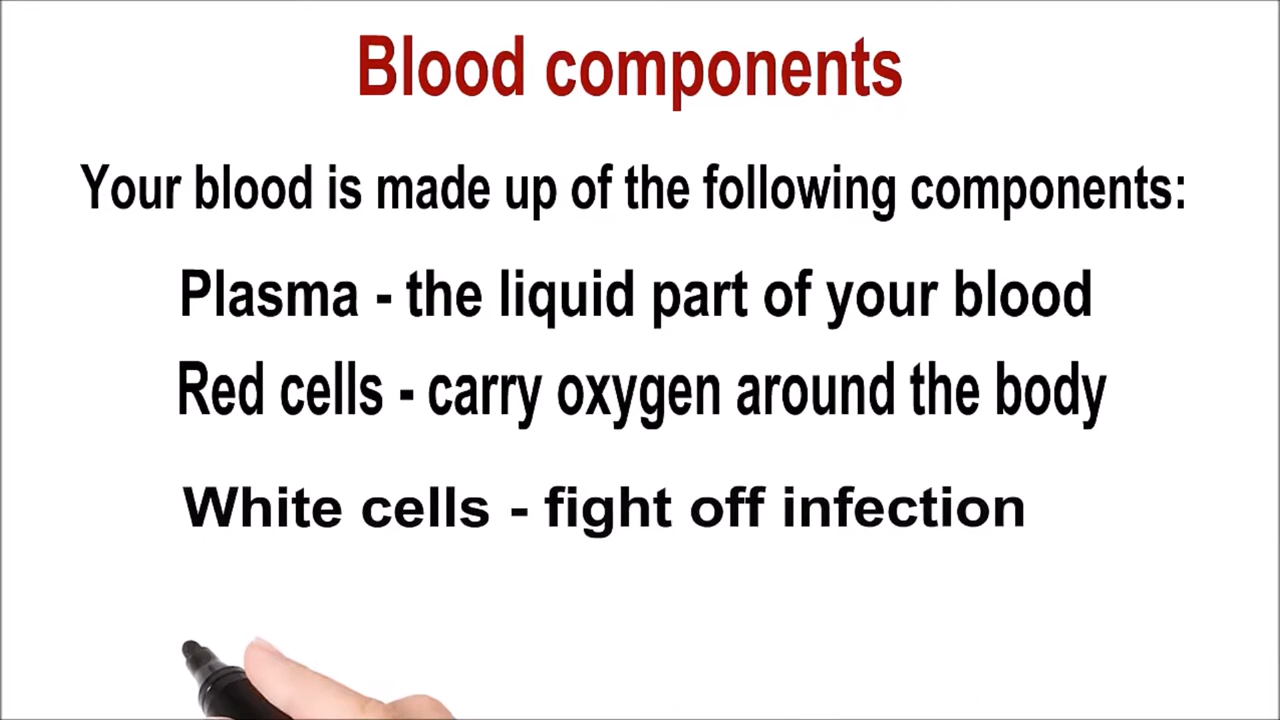 Blood components
Your blood is made up of the following components:
Plasma - the liquid part of your blood
Red cells - carry oxygen around the body
White cells - fight off infection